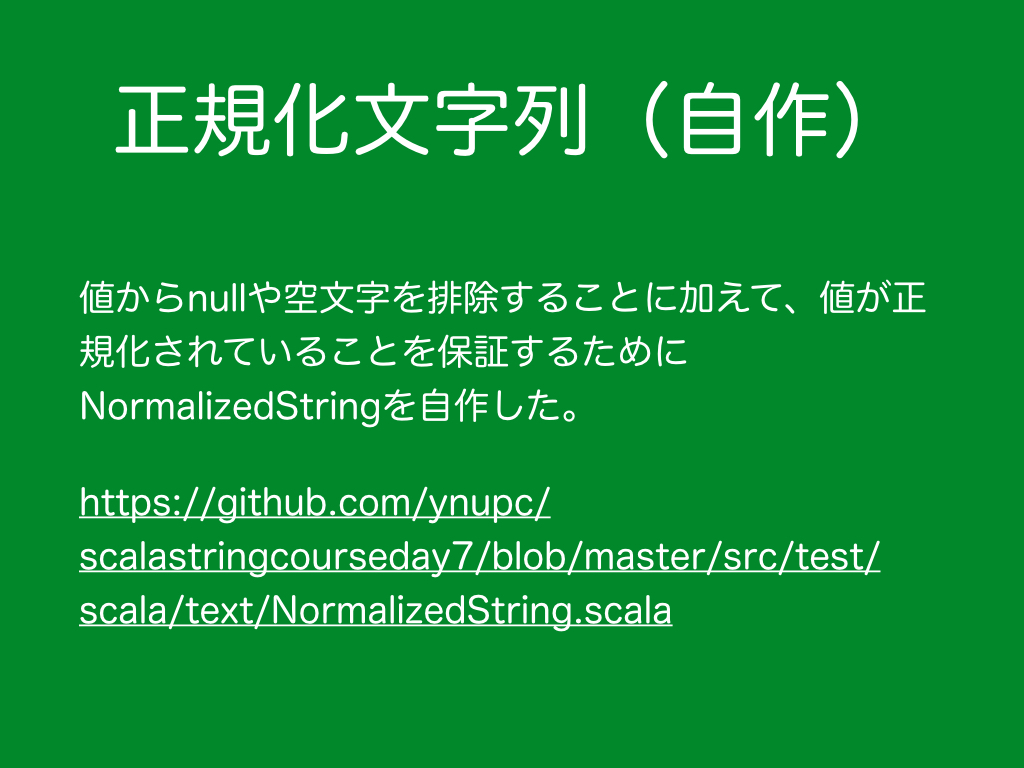 正規化文字列（自作）
値からnullや空文字を排除することに加えて、値が正
規化されていることを保証するために
NormalizedStringを自作した。
https://github.com/ynupc/
scalastringcourseday7/blob/master/src/test/
scala/text/NormalizedString.scala